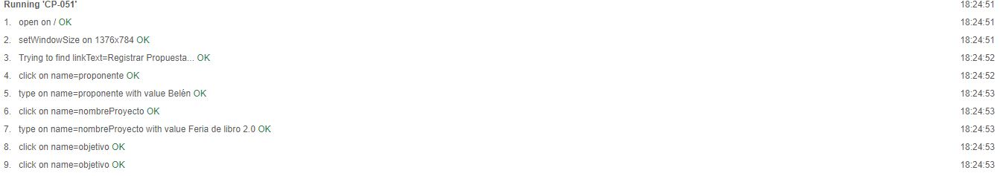 Running 'CP-051' 18:24:51
1. open on / OK 18:24:51
2. setWindowSize on 1376x784 OK 18:24:51
3. Trying to find linkText=Registrar Propuesta... OK 18:24:52
4. click on name=proponente OK 18:24:52
5. type on name=proponente with value Belén OK 18:24:53
6. click on name=nombreProyecto OK 18:24:53
7. type on name=nombreProyecto with value Feria de libro 2.0 OK 18:24:53
8. click on name=objetivo OK 18:24:53
9. click on name=objetivo OK 18:24:53